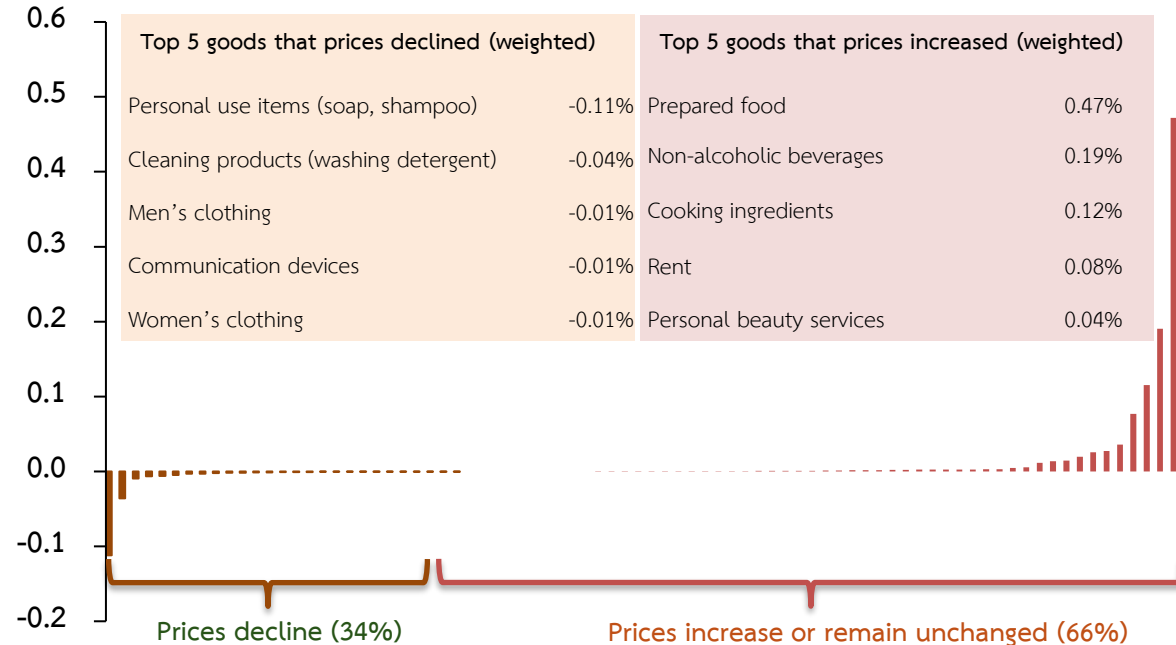 0.6
0.5
0.4
0.3
0.2
0.1
0.0
-0.1
-0.2
Top 5 goods that prices declined (weighted)
Personal use items (soap, shampoo) -0.11%
Cleaning products (washing detergent) -0.04%
Men’s clothing -0.01%
Communication devices -0.01%
Women’s clothing -0.01%
Top 5 goods that prices increased (weighted)
Prepared food 0.47%
Non-alcoholic beverages 0.19%
Cooking ingredients 0.12%
Rent 0.08%
Personal beauty services 0.04%
Prices decline (34%)
Prices increase or remain unchanged (66%)